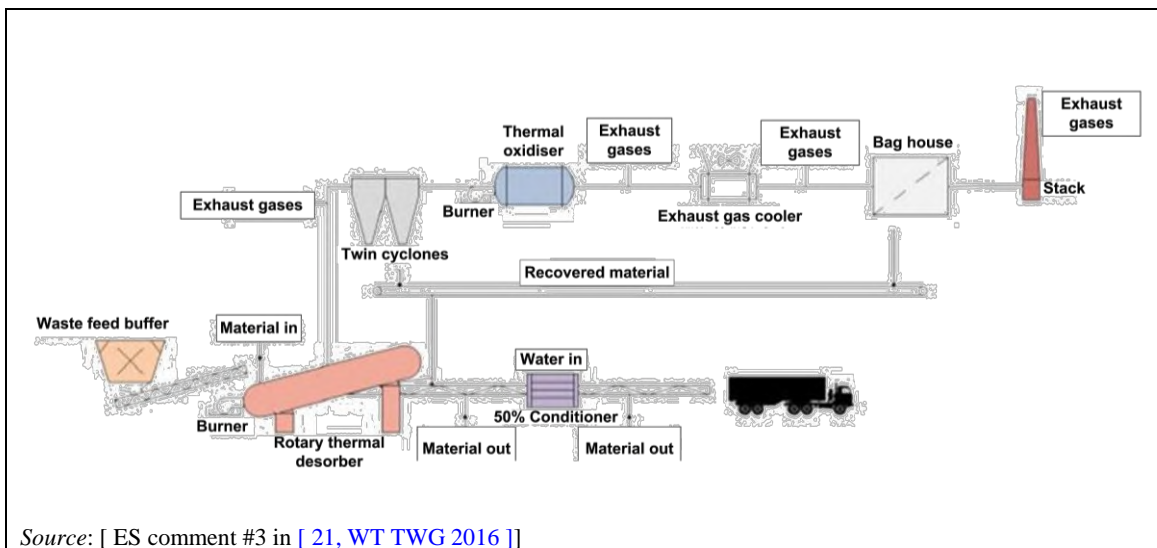 Exhaust
gases
Thermal
oxidiser
Exhaust
gases
Exhaust
gases
Bag house
Exhaust gases
Burner
Exhaust gas cooler
Stack
Twin cyclones
Recovered material
Waste feed buffer
Material in
Water in
Burner
50% Conditioner
Rotary thermal
desorber
Material out
Material out
Source: [ ES comment #3 in [ 21, WT TWG 2016 ]]